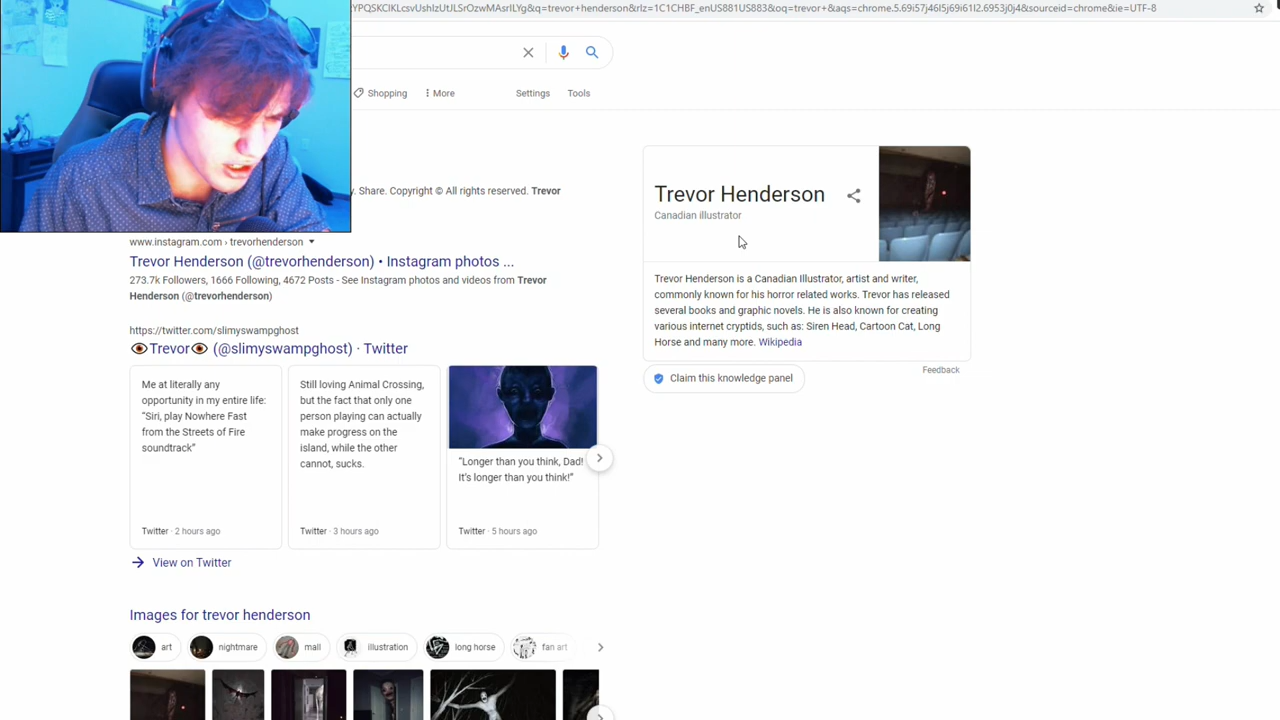 YPQSKCIKLcsvUshIzUtJLSrOzwMAsrILYg&q=trevor+henderson&rlz=1C1CHBF_enUS881US883&oq=trevor+&aqs=chrome.5.69i57j46l5j69i61l2.6953j0j4&sourceid=chrome&ie=UTF-8
Shopping
More
Settings
Tools
y. Share. Copyright © All rights reserved. Trevor
www.instagram.com › trevorhenderson
Trevor Henderson (@trevorhenderson) • Instagram photos ...
273.7k Followers, 1666 Following, 4672 Posts - See Instagram photos and videos from Trevor
Henderson (@trevorhenderson)
https://twitter.com/slimyswampghost
👁Trevor👁 (@slimyswampghost) · Twitter
Me at literally any
opportunity in my entire life:
“Siri, play Nowhere Fast
from the Streets of Fire
soundtrack”
Twitter · 2 hours ago
Still loving Animal Crossing,
but the fact that only one
person playing can actually
make progress on the
island, while the other
cannot, sucks.
Twitter · 3 hours ago
“Longer than you think, Dad!
It’s longer than you think!”
Twitter · 5 hours ago
View on Twitter
Images for trevor henderson
art
nightmare
mall
illustration
long horse
fan art
Trevor Henderson
Canadian illustrator
Trevor Henderson is a Canadian Illustrator, artist and writer,
commonly known for his horror related works. Trevor has released
several books and graphic novels. He is also known for creating
various internet cryptids, such as: Siren Head, Cartoon Cat, Long
Horse and many more. Wikipedia
Feedback
Claim this knowledge panel